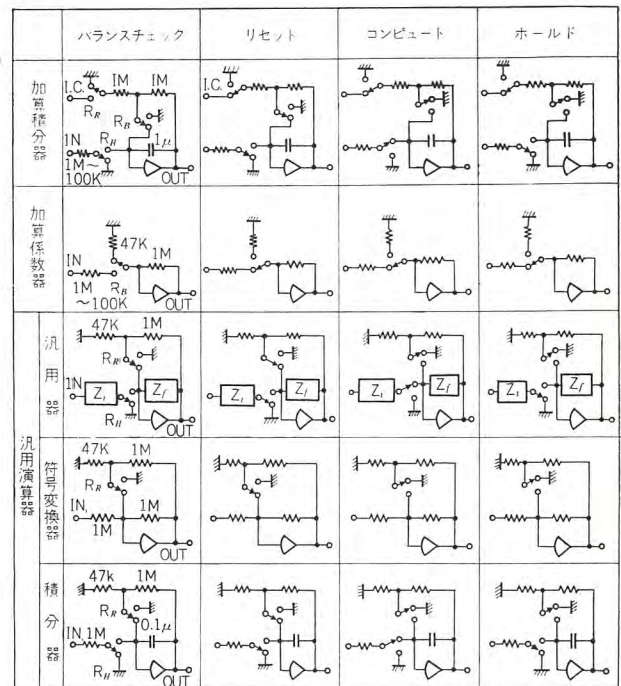 バランスチェック
リセット
コンピュート
ホールド
加算積分器
I.C.
1M
1M
R_R
R_B
1N
R_H
1μ
1M~
100K
OUT
I.C.
加算係数器
47K
IN
1M
1M
R_B
~100K
OUT
汎用演算器
汎用器
47K
1M
R_R
1N
Z_i
Z_f
R_H
OUT
Z_i
Z_f
Z_i
Z_f
Z_i
Z_f
符号変換器
47K
1M
R_R
IN,
1M
1M
OUT
積分器
47k
1M
R_R
0.1μ
IN,
1M
R_H
OUT